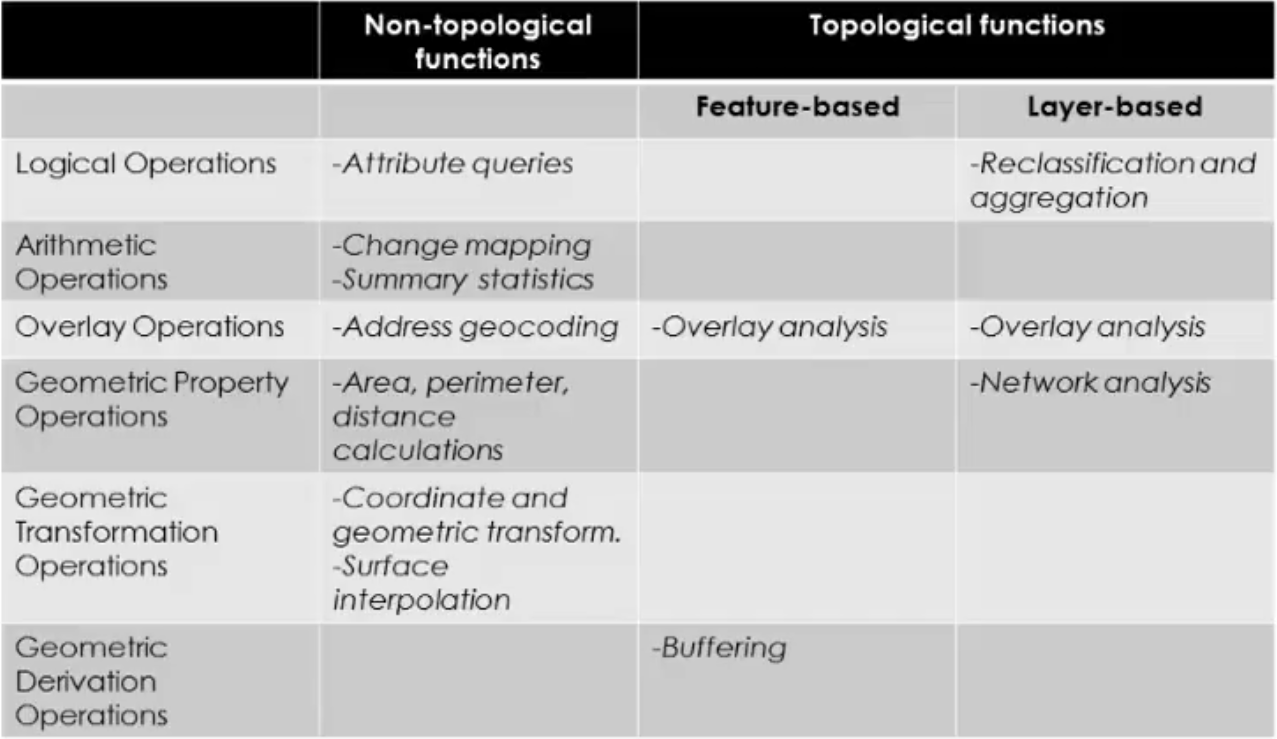 Non-topological
functions
Topological functions
Feature-based
Layer-based
Logical Operations
-Attribute queries
-Reclassification and
aggregation
Arithmetic
Operations
-Change mapping
-Summary statistics
Overlay Operations
-Address geocoding
-Overlay analysis
-Overlay analysis
Geometric Property
Operations
-Area, perimeter,
distance
calculations
-Network analysis
Geometric
Transformation
Operations
-Coordinate and
geometric transform.
-Surface
interpolation
Geometric
Derivation
Operations
-Buffering